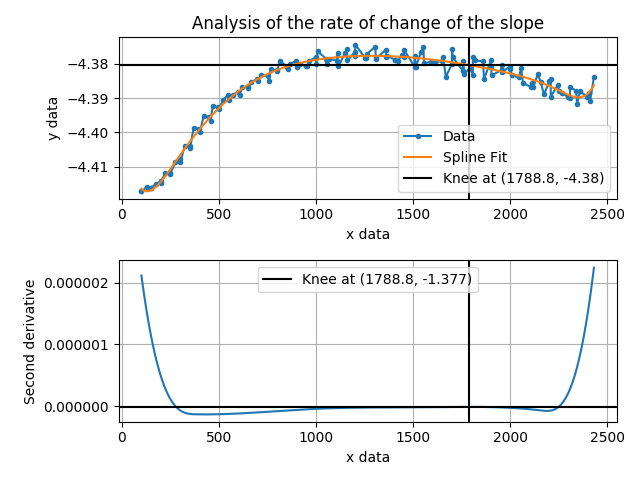 Analysis of the rate of change of the slope
−4.38
−4.39
−4.40
−4.41
y data
Data
Spline Fit
Knee at (1788.8, -4.38)
0 500 1000 1500 2000 2500
x data
Knee at (1788.8, -1.377)
0.000002
0.000001
0.000000
Second derivative
0 500 1000 1500 2000 2500
x data